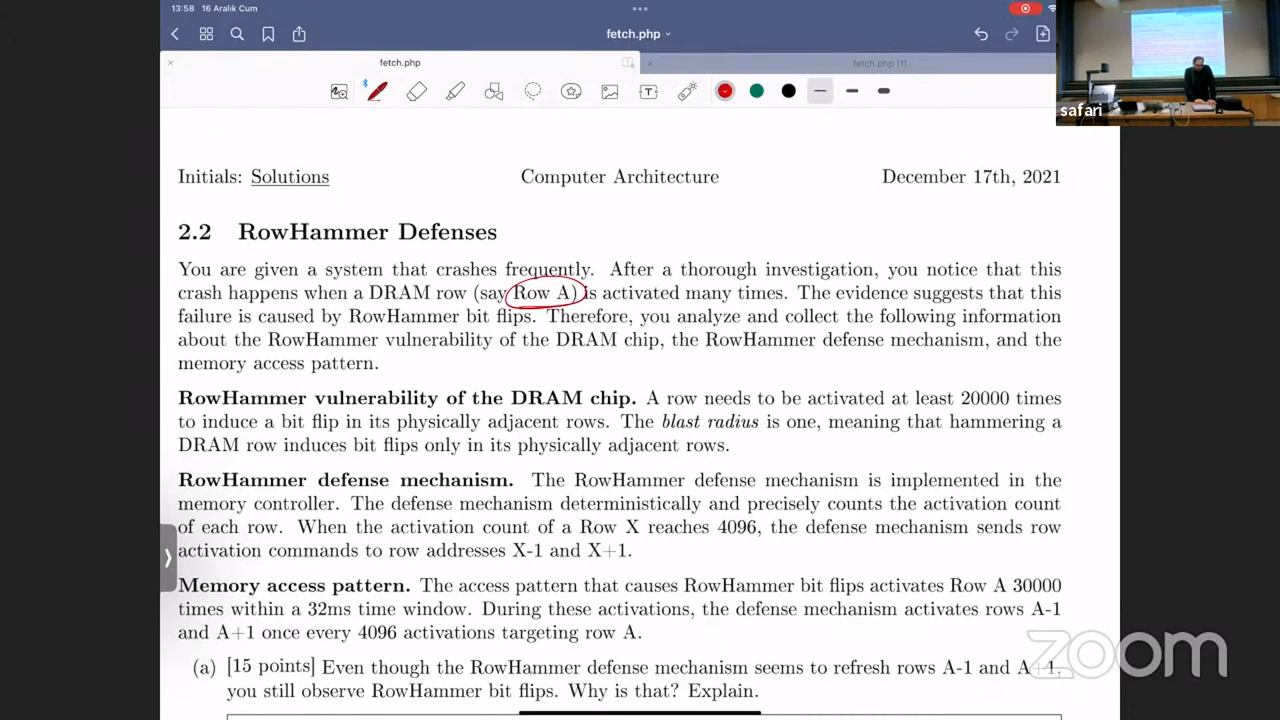 13:58 16 Aralık Cum
fetch.php
fetch.php
fetch.php (1)
safari
Initials: Solutions Computer Architecture December 17th, 2021
2.2 RowHammer Defenses
You are given a system that crashes frequently. After a thorough investigation, you notice that this
crash happens when a DRAM row (say Row A) is activated many times. The evidence suggests that this
failure is caused by RowHammer bit flips. Therefore, you analyze and collect the following information
about the RowHammer vulnerability of the DRAM chip, the RowHammer defense mechanism, and the
memory access pattern.
RowHammer vulnerability of the DRAM chip. A row needs to be activated at least 20000 times
to induce a bit flip in its physically adjacent rows. The blast radius is one, meaning that hammering a
DRAM row induces bit flips only in its physically adjacent rows.
RowHammer defense mechanism. The RowHammer defense mechanism is implemented in the
memory controller. The defense mechanism deterministically and precisely counts the activation count
of each row. When the activation count of a Row X reaches 4096, the defense mechanism sends row
activation commands to row addresses X-1 and X+1.
Memory access pattern. The access pattern that causes RowHammer bit flips activates Row A 30000
times within a 32ms time window. During these activations, the defense mechanism activates rows A-1
and A+1 once every 4096 activations targeting row A.
(a) [15 points] Even though the RowHammer defense mechanism seems to refresh rows A-1 and A+1,
you still observe RowHammer bit flips. Why is that? Explain.
zoom